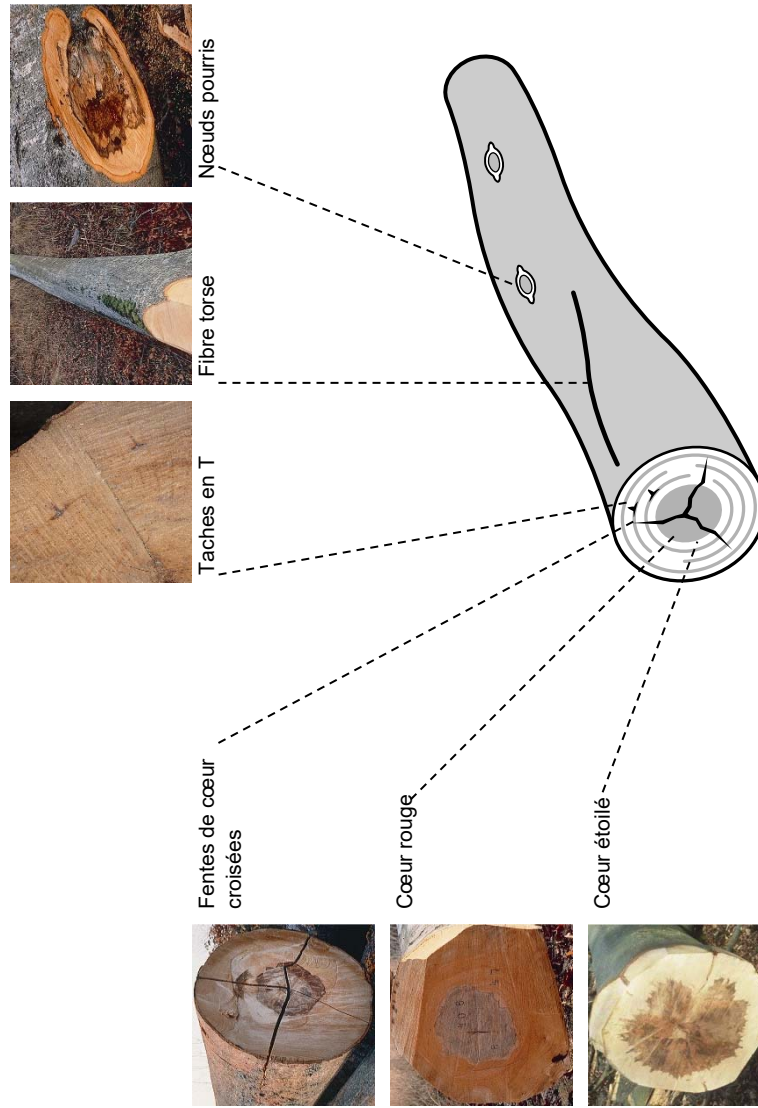 Nœuds pourris
Fibre torse
Taches en T
Fentes de cœur
croisées
Cœur rouge
Cœur étoilé